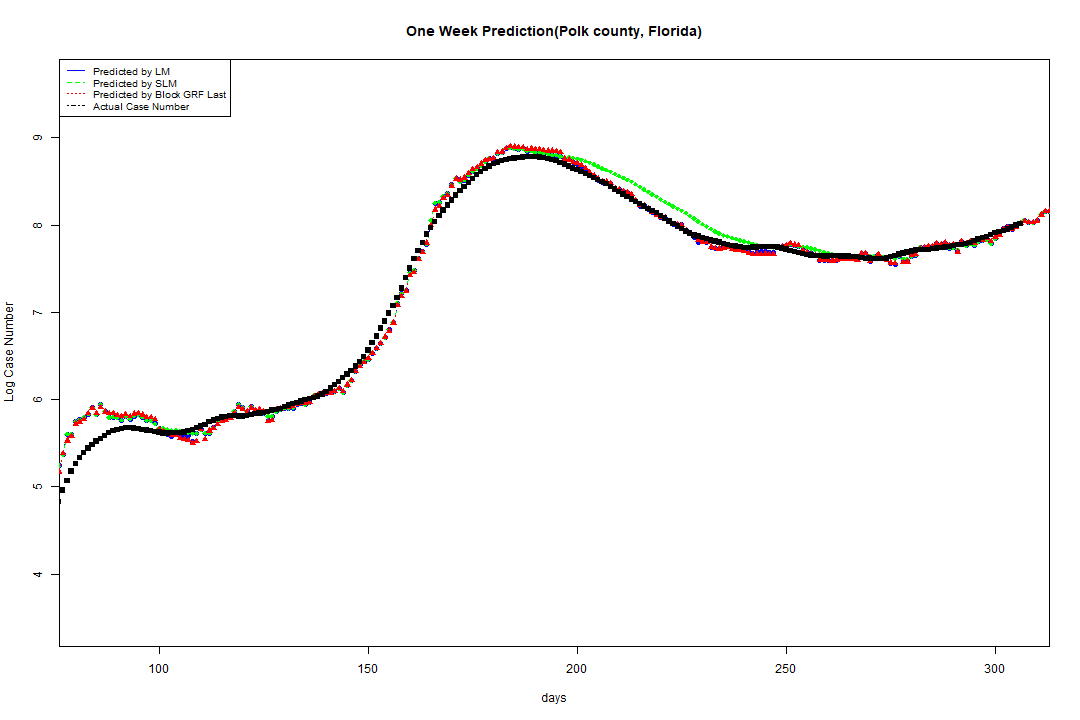 One Week Prediction(Polk county, Florida)
Predicted by LM
Predicted by SLM
Predicted by Block GRF Last
Actual Case Number
9
8
7
6
5
4
Log Case Number
100 150 200 250 300
days